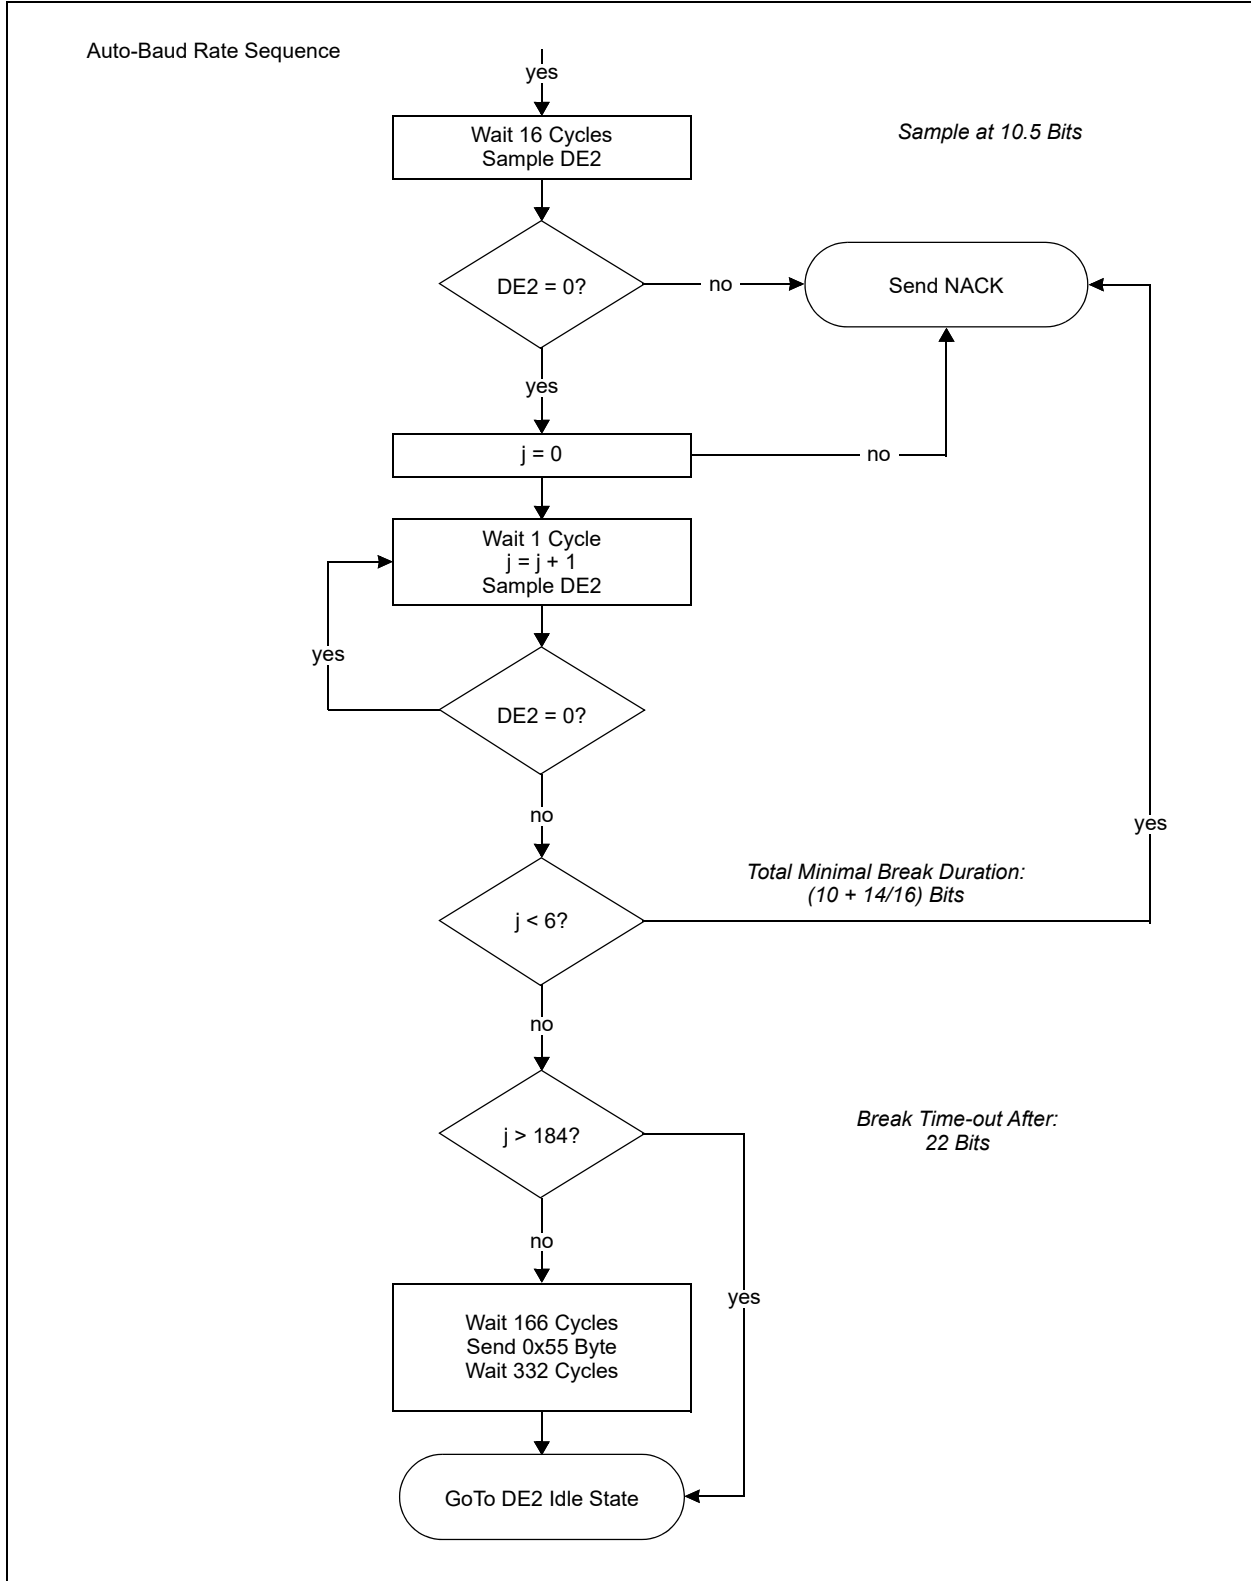 Auto-Baud Rate Sequence
yes
Wait 16 Cycles
Sample DE2
Sample at 10.5 Bits
DE2 = 0?
no
Send NACK
yes
j = 0
no
Wait 1 Cycle
j = j + 1
Sample DE2
yes
DE2 = 0?
no
yes
Total Minimal Break Duration:
(10 + 14/16) Bits
j < 6?
no
j > 184?
Break Time-out After:
22 Bits
no
yes
Wait 166 Cycles
Send 0x55 Byte
Wait 332 Cycles
GoTo DE2 Idle State